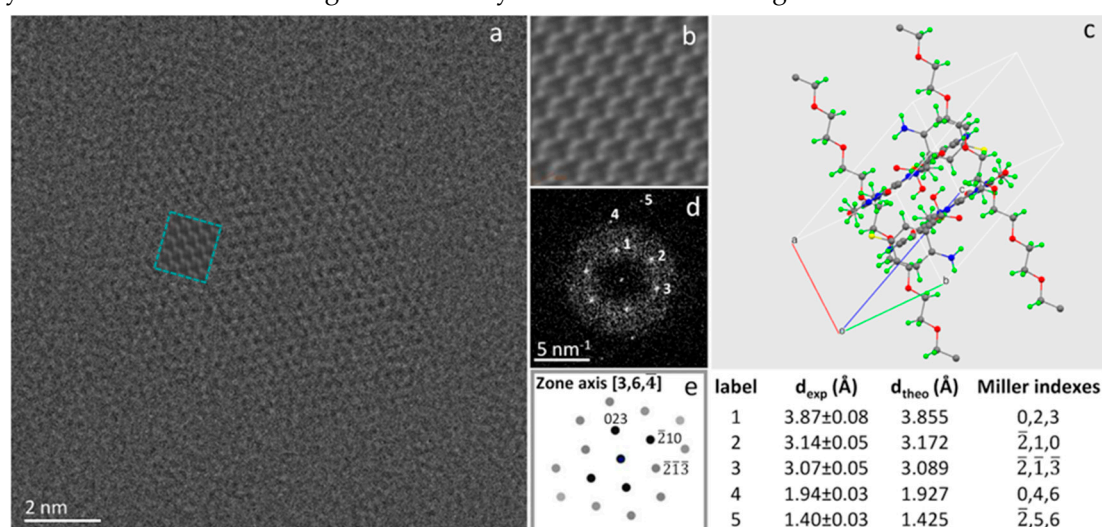 a
2 nm
b
d
5
4
1
2
3
5 nm⁻¹
Zone axis [3,6,4̄]
e
023
2̄10
2̄1̄3̄
c
c
a
b
o
label d_exp (Å) d_theo (Å) Miller indexes
1 3.87±0.08 3.855 0,2,3
2 3.14±0.05 3.172 2̄,1,0
3 3.07±0.05 3.089 2̄,1̄,3̄
4 1.94±0.03 1.927 0,4,6
5 1.40±0.03 1.425 2̄,5,6